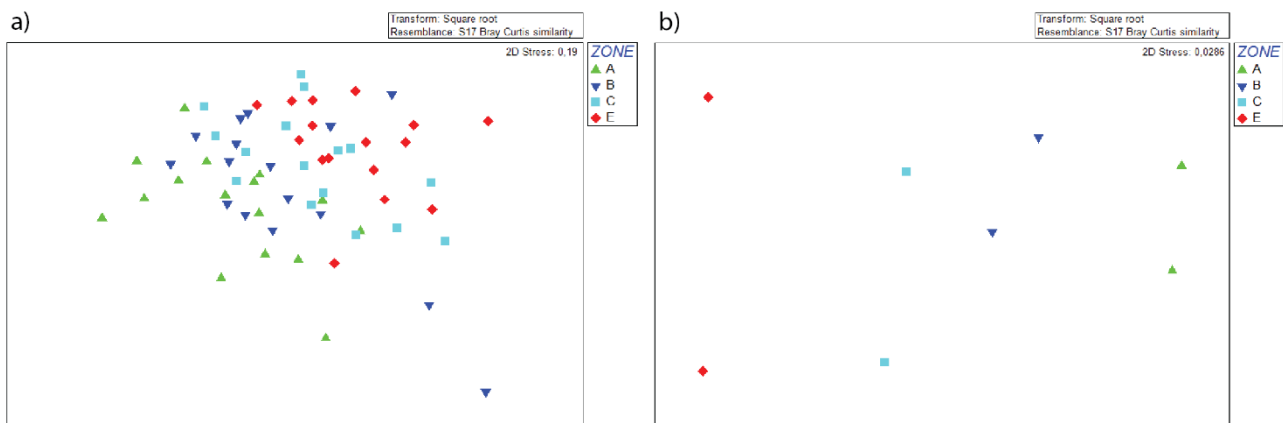 a)
Transform: Square root
Resemblance: S17 Bray Curtis similarity
2D Stress: 0,19
ZONE
A
B
C
E
b)
Transform: Square root
Resemblance: S17 Bray Curtis similarity
2D Stress: 0,0286
ZONE
A
B
C
E